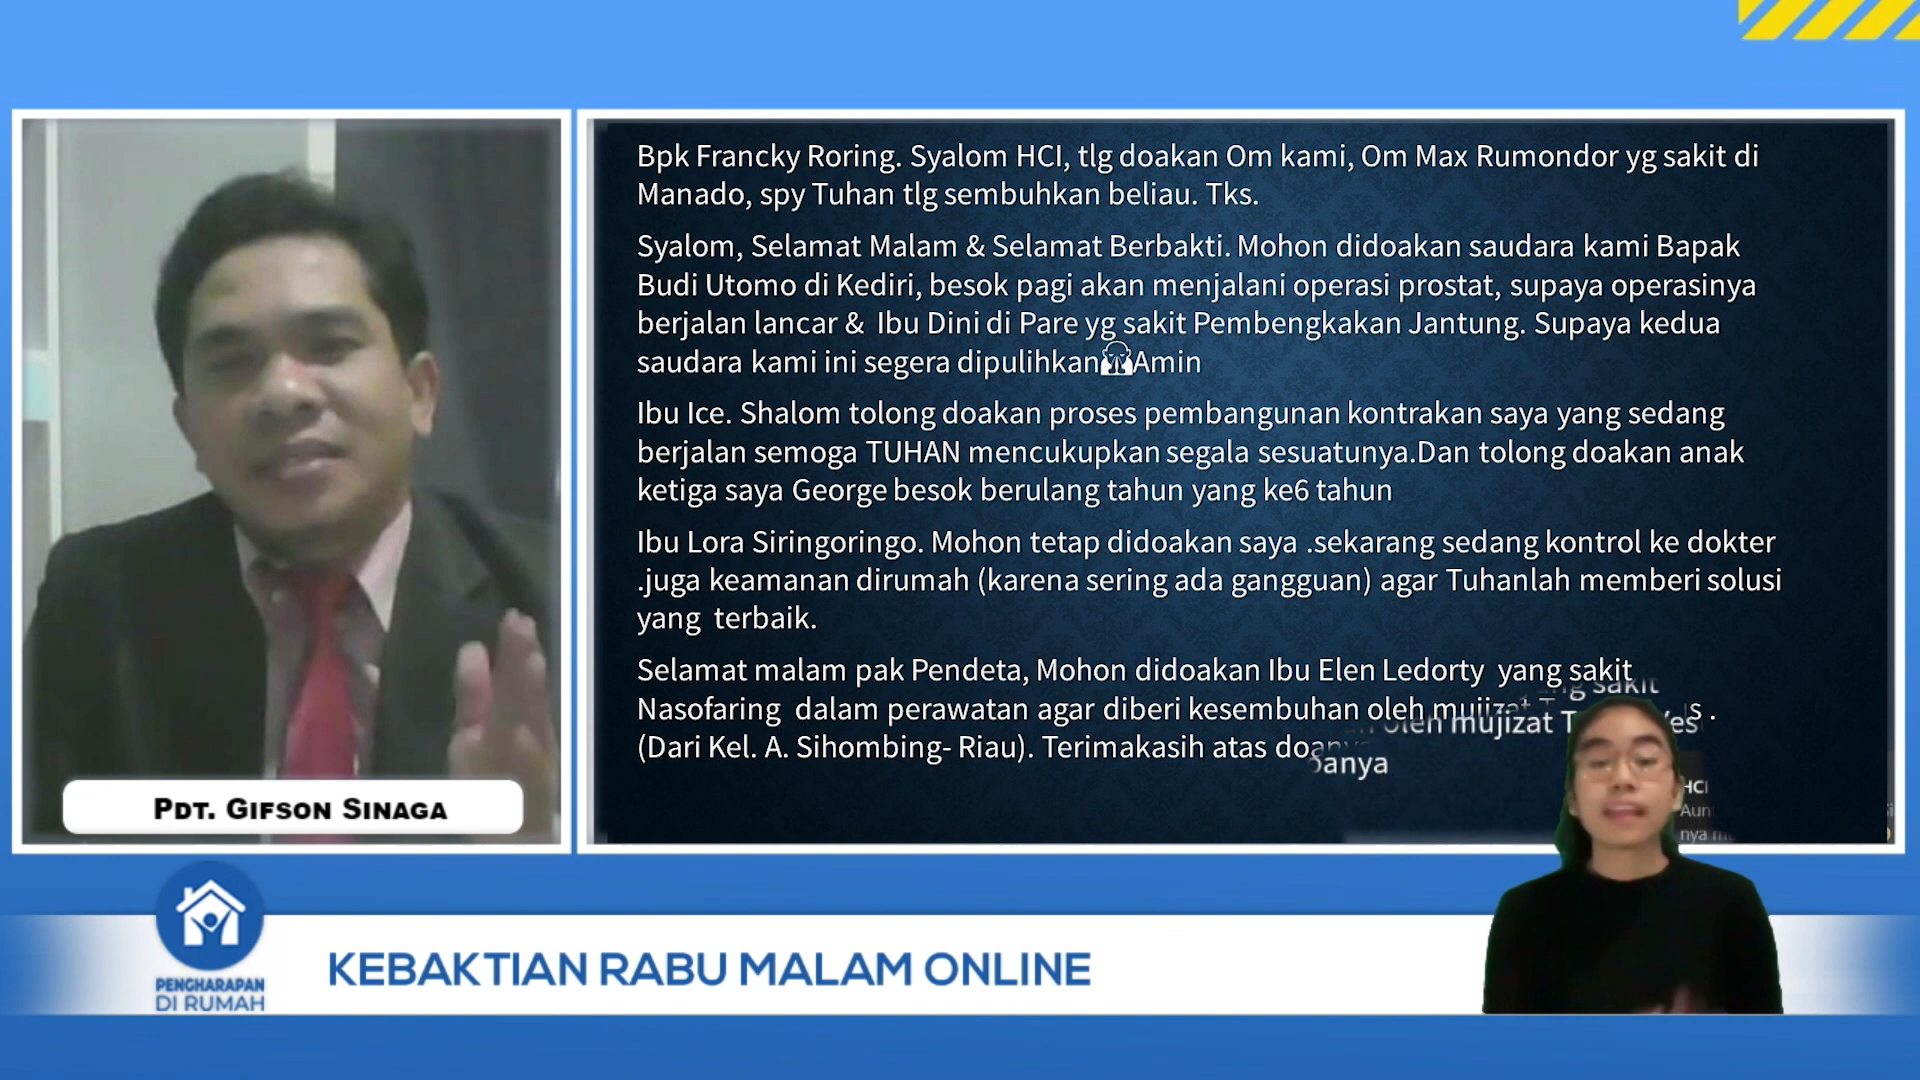 Bpk Francky Roring. Syalom HCI, tlg doakan Om kami, Om Max Rumondor yg sakit di
Manado, spy Tuhan tlg sembuhkan beliau. Tks.
Syalom, Selamat Malam & Selamat Berbakti. Mohon didoakan saudara kami Bapak
Budi Utomo di Kediri, besok pagi akan menjalani operasi prostat, supaya operasinya
berjalan lancar &  Ibu Dini di Pare yg sakit Pembengkakan Jantung. Supaya kedua
saudara kami ini segera dipulihkan🙏Amin
Ibu Ice. Shalom tolong doakan proses pembangunan kontrakan saya yang sedang
berjalan semoga TUHAN mencukupkan segala sesuatunya.Dan tolong doakan anak
ketiga saya George besok berulang tahun yang ke6 tahun
Ibu Lora Siringoringo. Mohon tetap didoakan saya .sekarang sedang kontrol ke dokter
.juga keamanan dirumah (karena sering ada gangguan) agar Tuhanlah memberi solusi
yang  terbaik.
Selamat malam pak Pendeta, Mohon didoakan Ibu Elen Ledorty  yang sakit
Nasofaring  dalam perawatan agar diberi kesembuhan oleh mujizat
(Dari Kel. A. Sihombing- Riau). Terimakasih atas doanya
PDT. GIFSON SINAGA
PENGHARAPAN
DI RUMAH
KEBAKTIAN RABU MALAM ONLINE
HCI